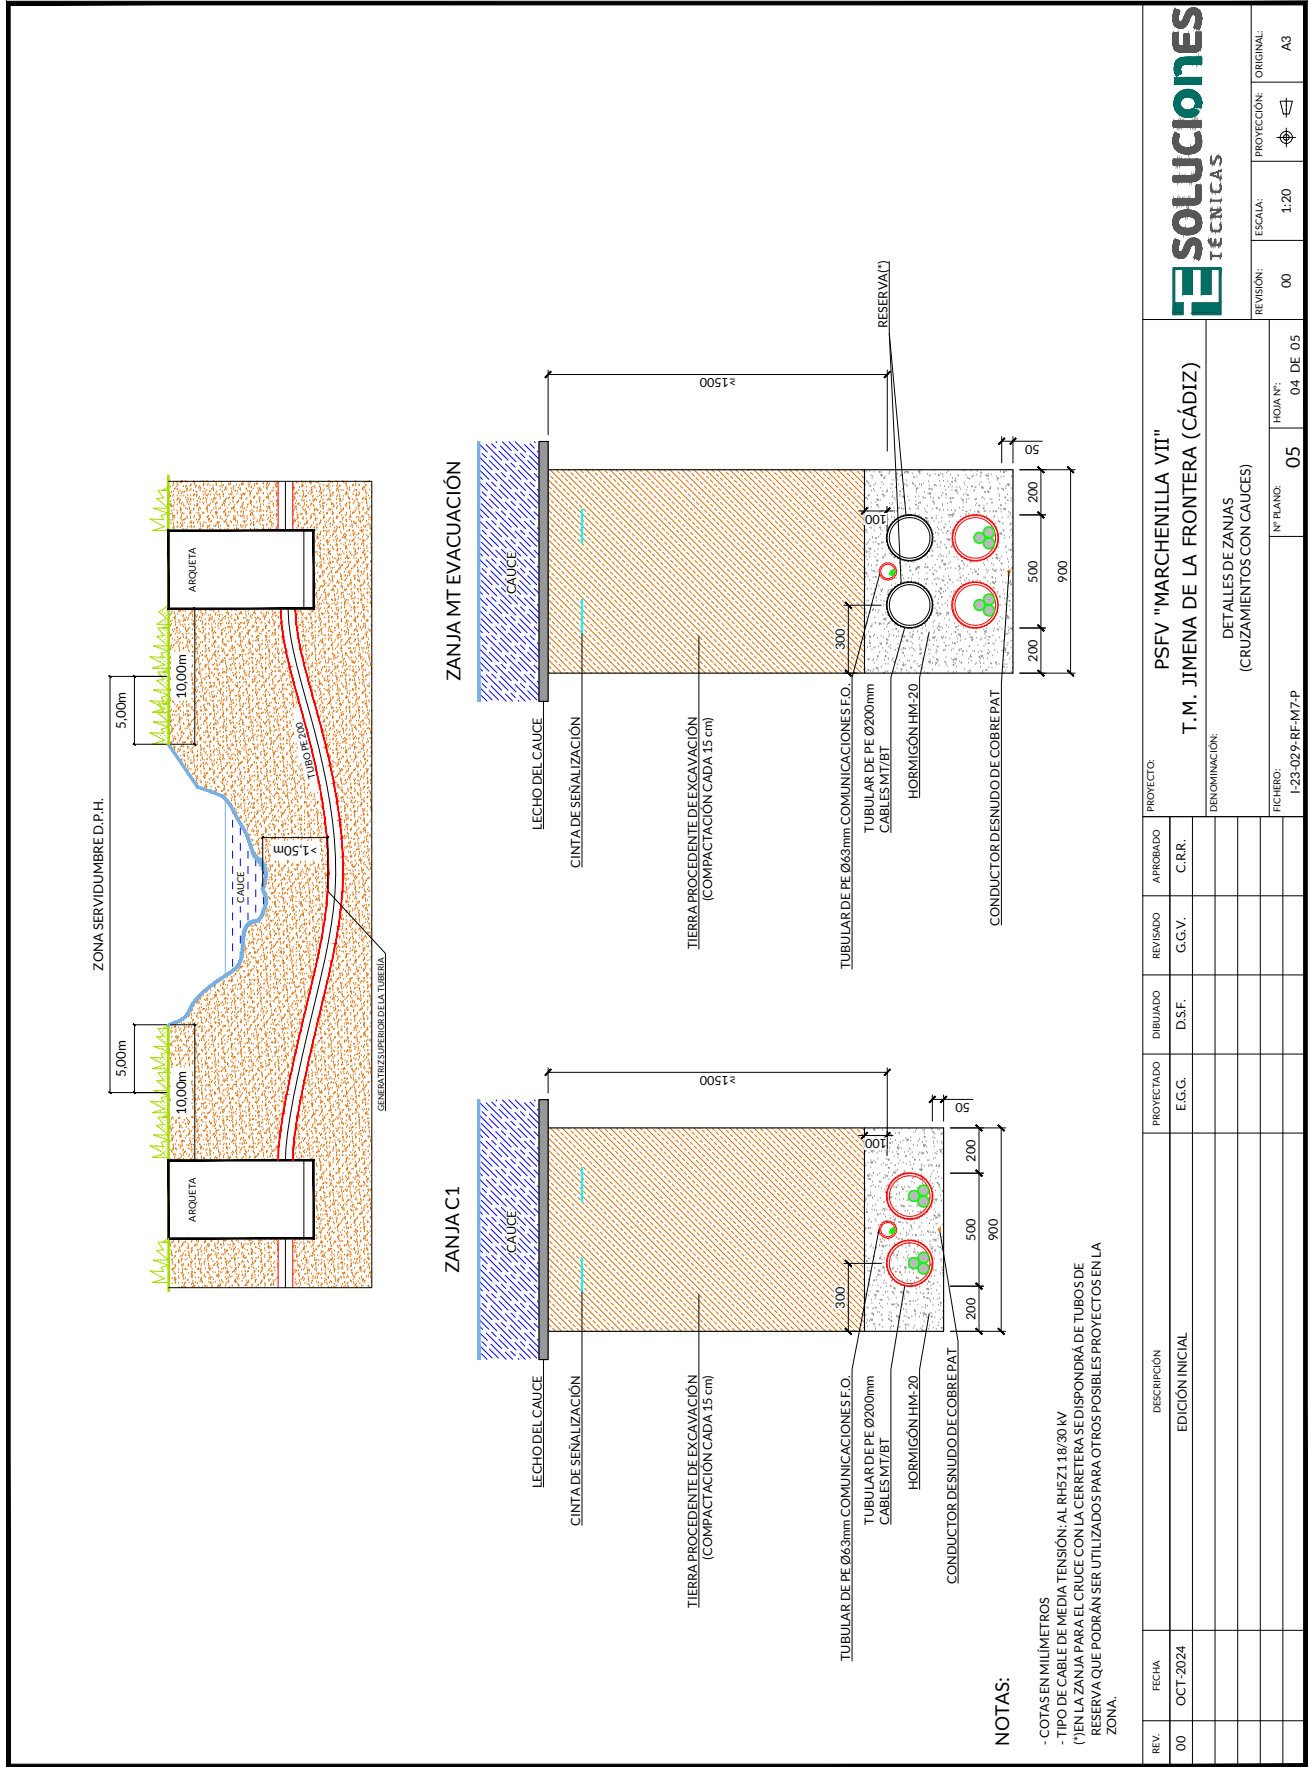 ZONA SERVIDUMBRE D.P.H.
5,00m
5,00m
10,00m
10,00m
ARQUETA
ARQUETA
CAUCE
>1,50m
TUBO PE 200
GENERATRIZ SUPERIOR DE LA TUBERÍA
ZANJA C1
CAUCE
LECHO DEL CAUCE
CINTA DE SEÑALIZACIÓN
TIERRA PROCEDENTE DE EXCAVACIÓN
(COMPACTACIÓN CADA 15 cm)
TUBULAR DE PE Ø63mm COMUNICACIONES F.O.
TUBULAR DE PE Ø200mm
CABLES MT/BT
HORMIGÓN HM-20
CONDUCTOR DESNUDO DE COBRE PAT
≥1500
100
300
50
200
500
200
900
ZANJA MT EVACUACIÓN
CAUCE
LECHO DEL CAUCE
CINTA DE SEÑALIZACIÓN
TIERRA PROCEDENTE DE EXCAVACIÓN
(COMPACTACIÓN CADA 15 cm)
TUBULAR DE PE Ø63mm COMUNICACIONES F.O.
TUBULAR DE PE Ø200mm
CABLES MT/BT
HORMIGÓN HM-20
CONDUCTOR DESNUDO DE COBRE PAT
RESERVA(*)
≥1500
100
300
50
200
500
200
900
NOTAS:
- COTAS EN MILÍMETROS
- TIPO DE CABLE DE MEDIA TENSIÓN: AL RH5Z1 18/30 kV
(*)EN LA ZANJA PARA EL CRUCE CON LA CERRETERA SE DISPONDRÁ DE TUBOS DE
RESERVA QUE PODRÁN SER UTILIZADOS PARA OTROS POSIBLES PROYECTOS EN LA
ZONA.
REV.
FECHA
DESCRIPCIÓN
PROYECTADO
DIBUJADO
REVISADO
APROBADO
00
OCT-2024
EDICIÓN INICIAL
E.G.G.
D.S.F.
G.G.V.
C.R.R.
PROYECTO:
PSFV "MARCHENILLA VII"
T.M. JIMENA DE LA FRONTERA (CÁDIZ)
DENOMINACIÓN:
DETALLES DE ZANJAS
(CRUZAMIENTOS CON CAUCES)
FICHERO:
I-23-029-RF-M7-P
Nº PLANO:
05
HOJA Nº:
04 DE 05
SOLUCIONES
TÉCNICAS
REVISIÓN:
00
ESCALA:
1:20
PROYECCIÓN:
ORIGINAL:
A3